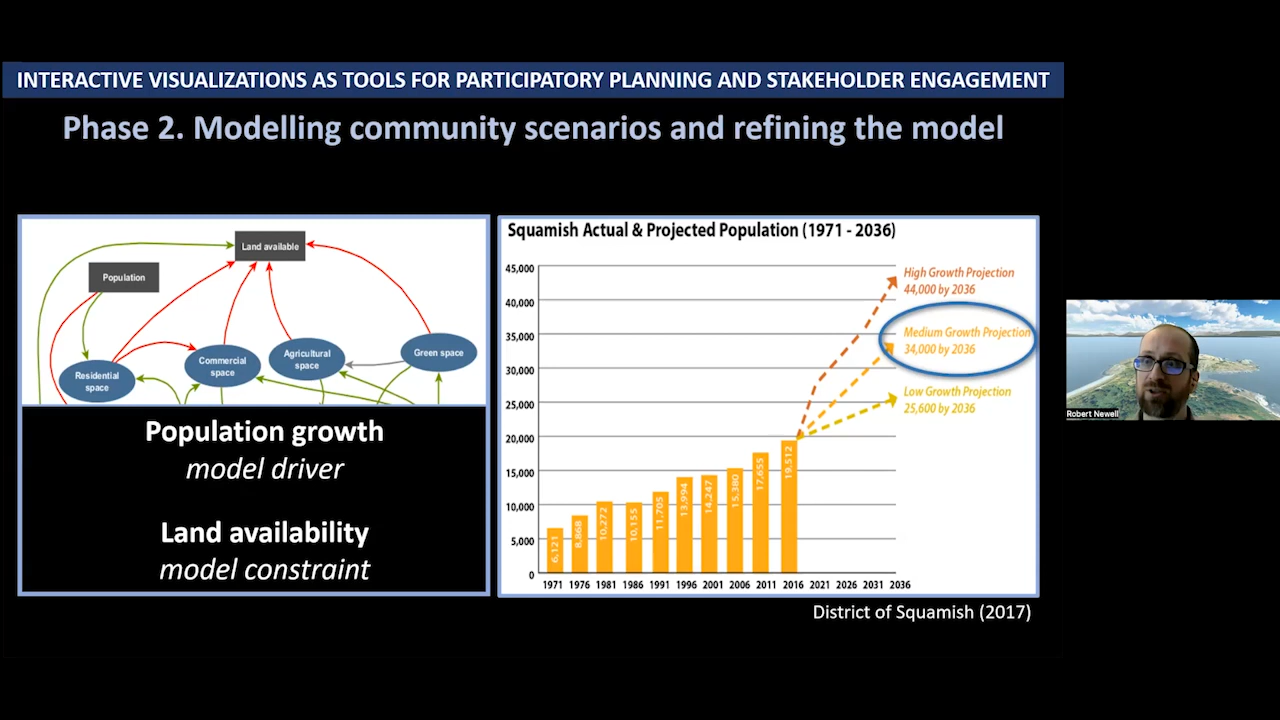 INTERACTIVE VISUALIZATIONS AS TOOLS FOR PARTICIPATORY PLANNING AND STAKEHOLDER ENGAGEMENT
Phase 2. Modelling community scenarios and refining the model
Land available
Population
Residential
space
Commercial
space
Agricultural
space
Green space
Population growth
model driver
Land availability
model constraint
Squamish Actual & Projected Population (1971 - 2036)
45,000
40,000
35,000
30,000
25,000
20,000
15,000
10,000
5,000
0
6,121
8,868
10,272
10,155
11,705
13,994
14,247
15,380
17,655
19,512
1971 1976 1981 1986 1991 1996 2001 2006 2011 2016 2021 2026 2031 2036
High Growth Projection
44,000 by 2036
Medium Growth Projection
34,000 by 2036
Low Growth Projection
25,600 by 2036
District of Squamish (2017)
Robert Newell